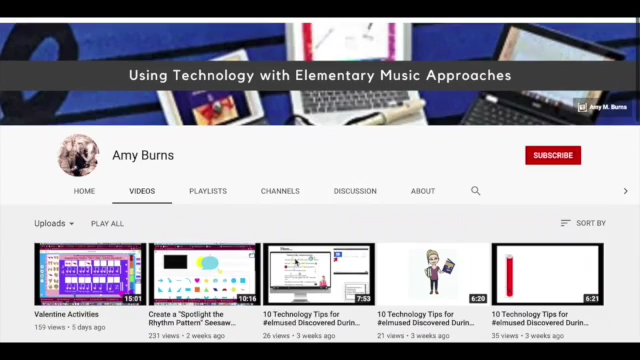 Using Technology with Elementary Music Approaches
Amy M. Burns
Amy Burns
SUBSCRIBE
HOME VIDEOS PLAYLISTS CHANNELS DISCUSSION ABOUT
Uploads PLAY ALL SORT BY
15:01 10:16 7:53 6:20 6:21
Valentine Activities
159 views • 5 days ago
Create a "Spotlight the
Rhythm Pattern" Seesaw...
231 views • 2 weeks ago
10 Technology Tips for
#elmused Discovered Durin...
26 views • 3 weeks ago
10 Technology Tips for
#elmused Discovered Durin...
21 views • 3 weeks ago
10 Technology Tips for
#elmused Discovered Durin...
35 views • 3 weeks ago